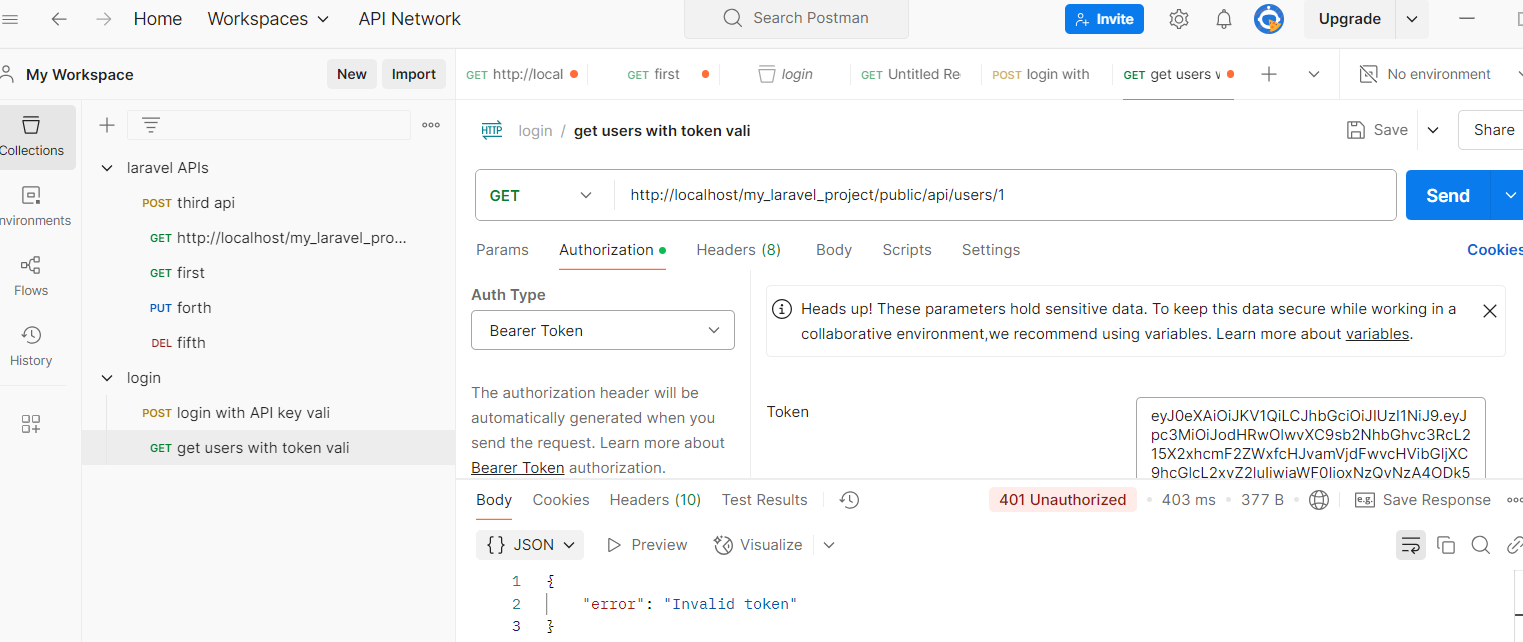 Home Workspaces API Network Search Postman Invite Upgrade
My Workspace New Import GET http://local GET first login GET Untitled Re POST login with GET get users v No environment
Collections
nvironments
Flows
History
laravel APIs
POST third api
GET http://localhost/my_laravel_pro...
GET first
PUT forth
DEL fifth
login
POST login with API key vali
GET get users with token vali
HTTP login / get users with token vali Save Share
GET http://localhost/my_laravel_project/public/api/users/1 Send
Params Authorization Headers (8) Body Scripts Settings Cookies
Auth Type
Bearer Token
The authorization header will be
automatically generated when you
send the request. Learn more about
Bearer Token authorization.
Heads up! These parameters hold sensitive data. To keep this data secure while working in a
collaborative environment,we recommend using variables. Learn more about variables.
Token
eyJ0eXAiOiJKV1QiLCJhbGciOiJIUzI1NiJ9.eyJ
pc3MiOiJodHRwOlwvXC9sb2NhbGhvc3RcL2
15X2xhcmF2ZWxfcHJvamVjdFwvcHVibGljXC
9hcGlcL2xvZ2luIiwiaWF0IjoxNzQyNzA4ODk5
Body Cookies Headers (10) Test Results 401 Unauthorized 403 ms 377 B e.g. Save Response
{} JSON Preview Visualize
1 {
2 "error": "Invalid token"
3 }